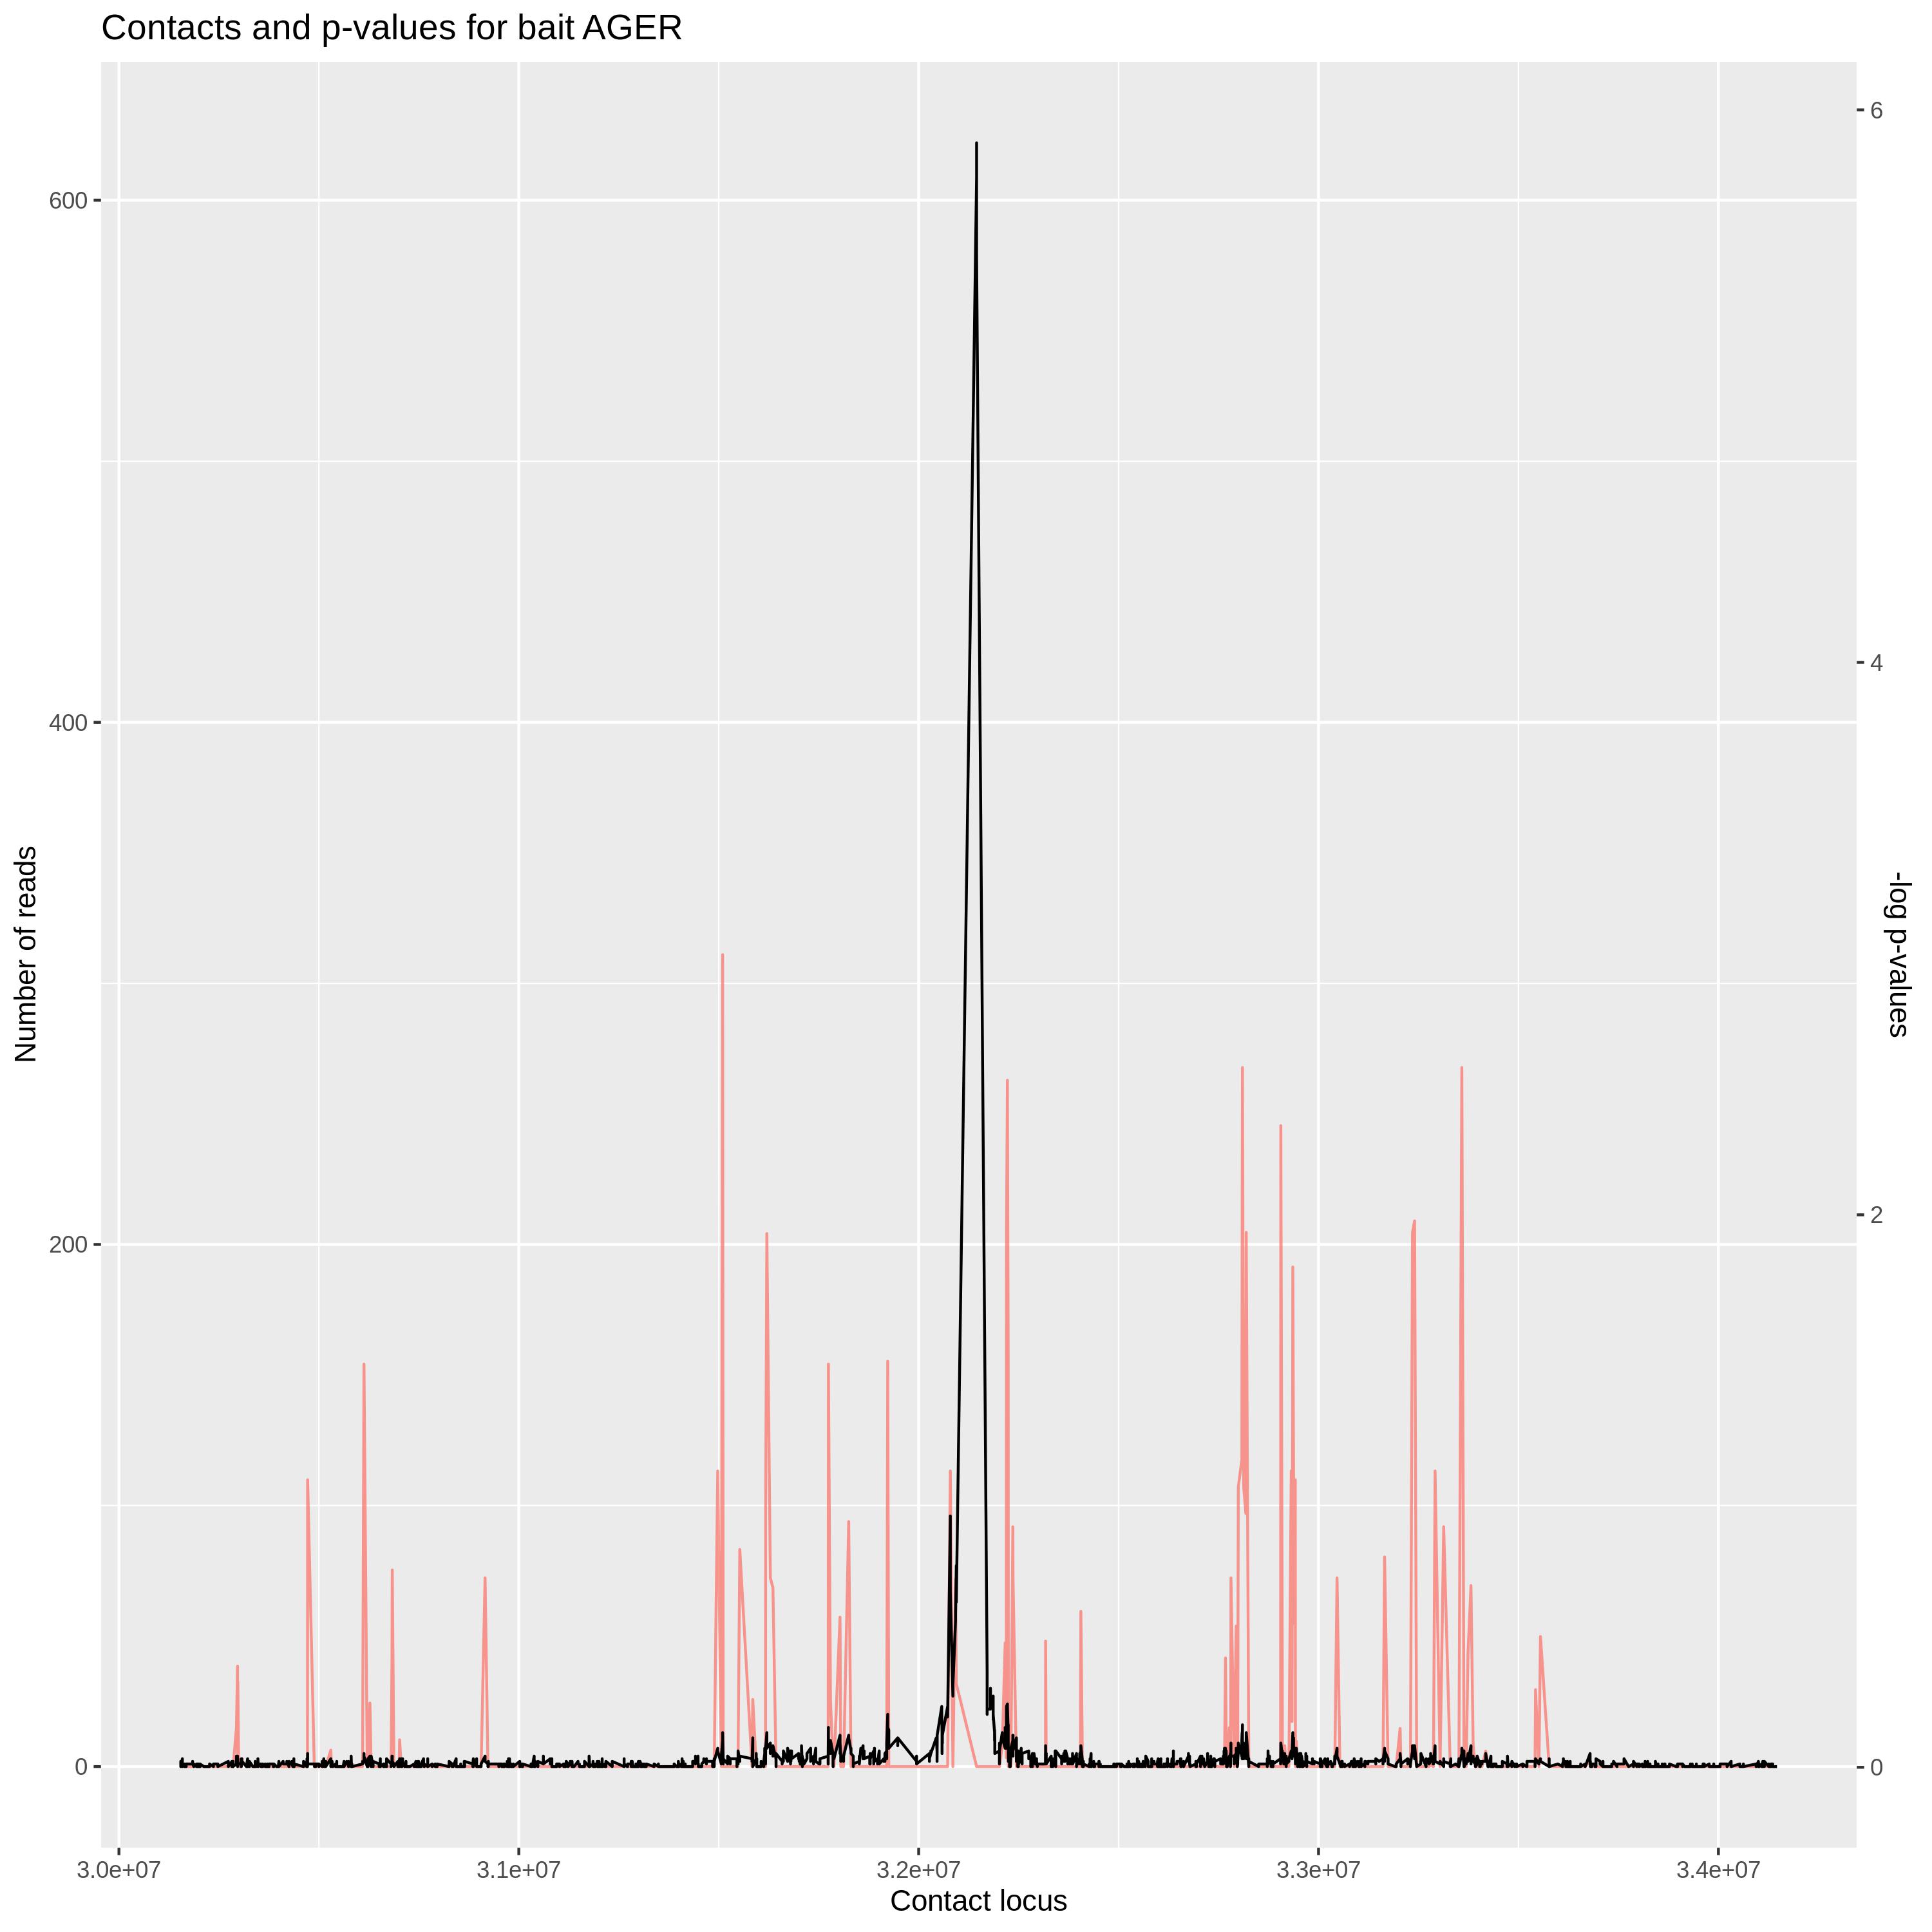 Contacts and p-values for bait AGER
600
400
200
0
Number of reads
6
4
2
0
-log p-values
3.0e+07
3.1e+07
3.2e+07
3.3e+07
3.4e+07
Contact locus